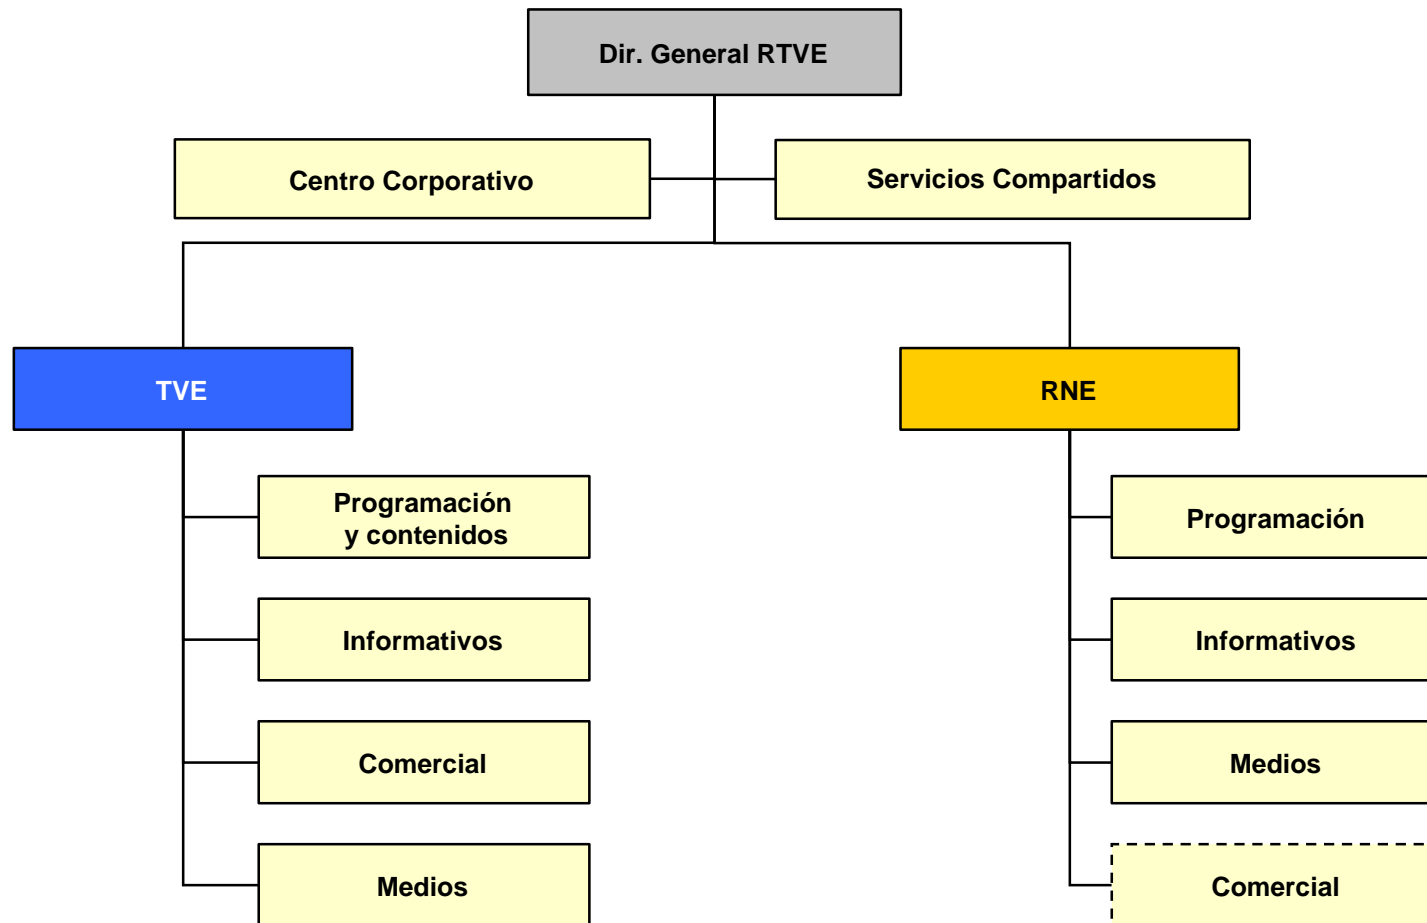 Dir. General RTVE
Centro Corporativo
Servicios Compartidos
TVE
RNE
Programación
y contenidos
Programación
Informativos
Informativos
Comercial
Medios
Medios
Comercial